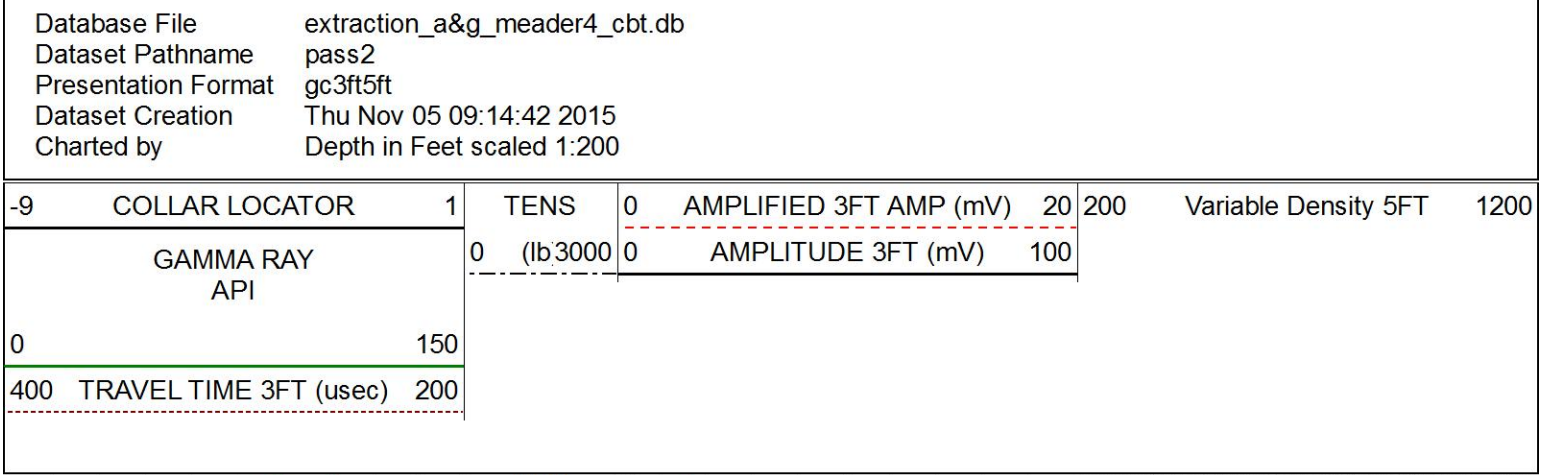 Database File extraction_a&g_meader4_cbt.db
Dataset Pathname pass2
Presentation Format gc3ft5ft
Dataset Creation Thu Nov 05 09:14:42 2015
Charted by Depth in Feet scaled 1:200
-9 COLLAR LOCATOR 1 TENS 0 AMPLIFIED 3FT AMP (mV) 20 200 Variable Density 5FT 1200
0 (lb 3000 0 AMPLITUDE 3FT (mV) 100
GAMMA RAY
API
0 150
400 TRAVEL TIME 3FT (usec) 200